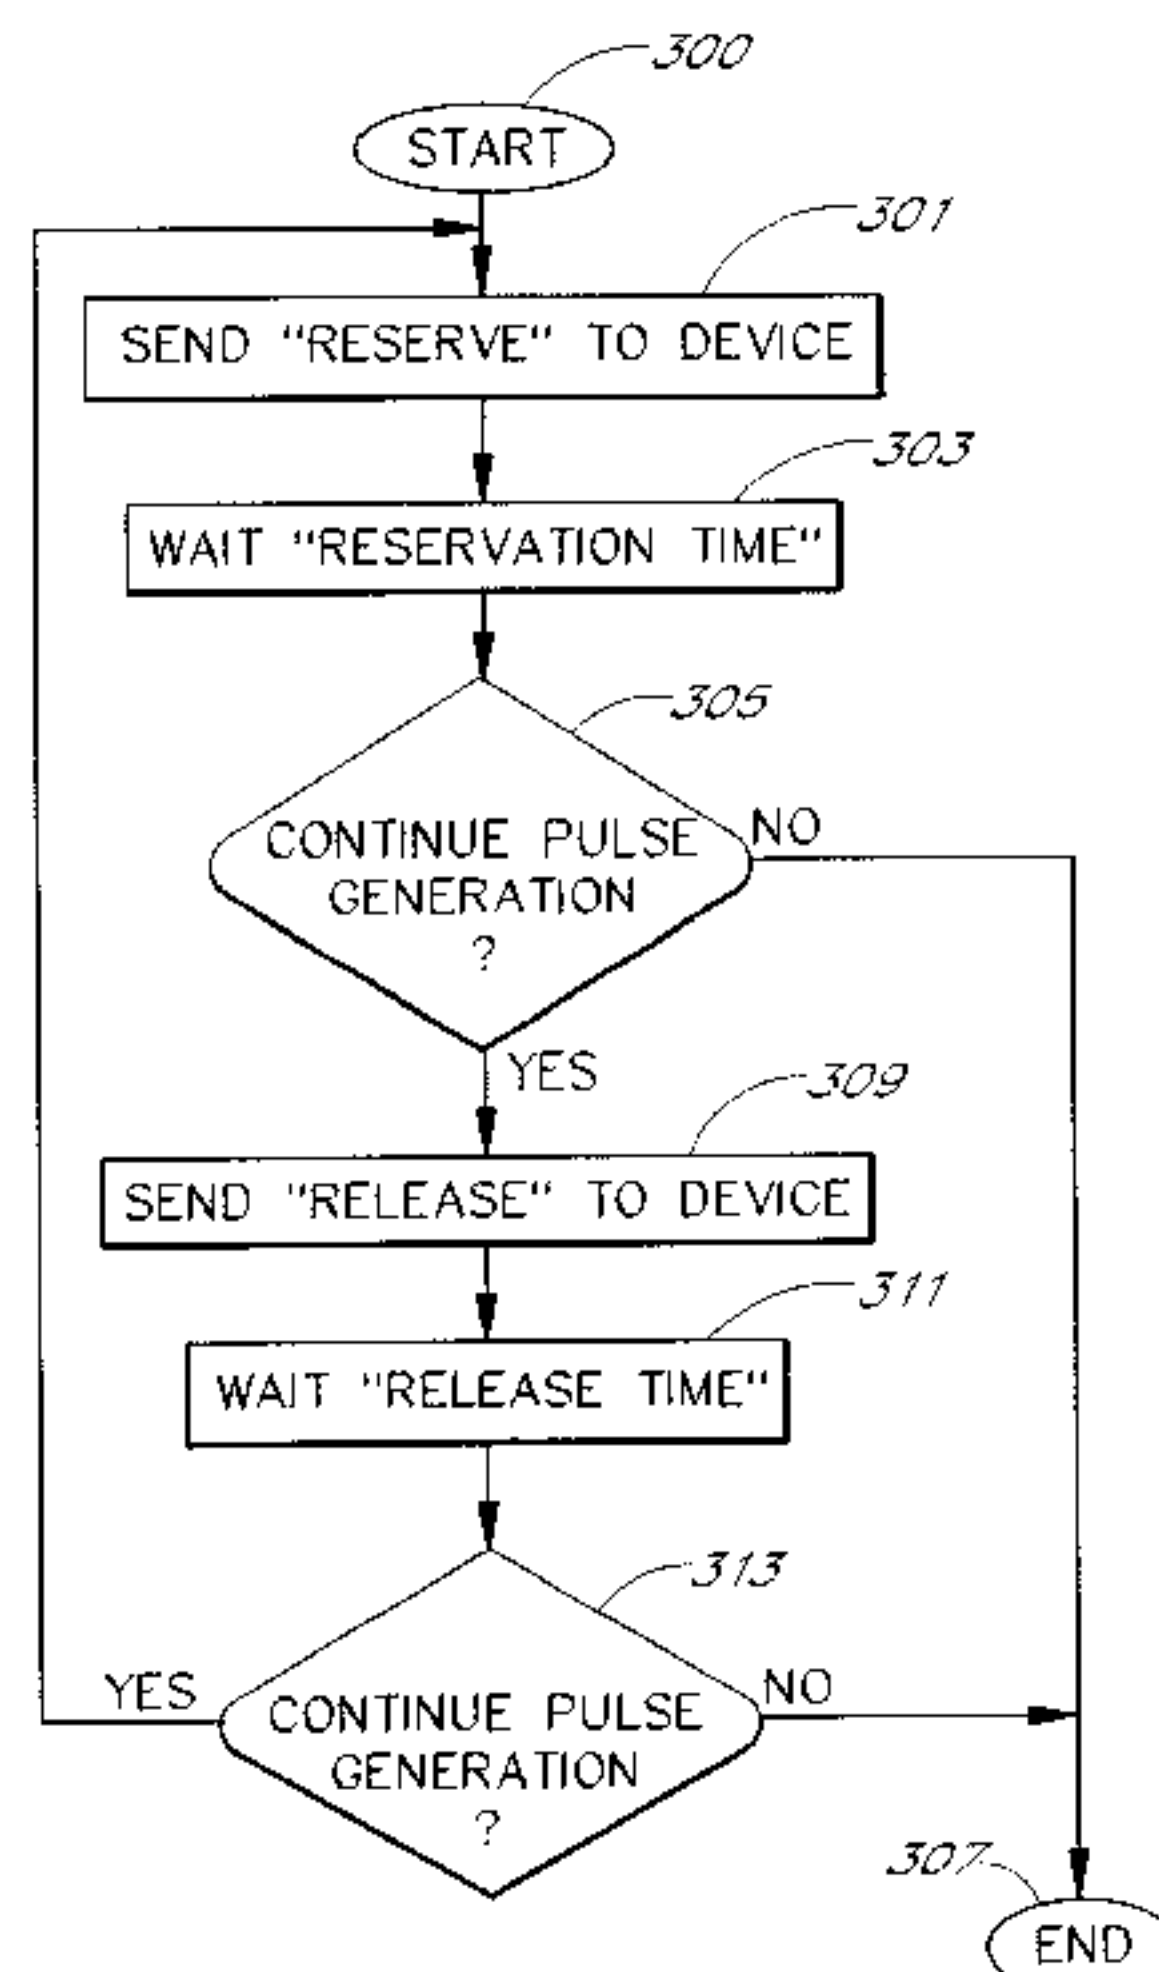 300
START
301
SEND "RESERVE" TO DEVICE
303
WAIT "RESERVATION TIME"
305
CONTINUE PULSE
GENERATION
?
NO
YES
309
SEND "RELEASE" TO DEVICE
311
WAIT "RELEASE TIME"
313
YES
CONTINUE PULSE
GENERATION
?
NO
307
END